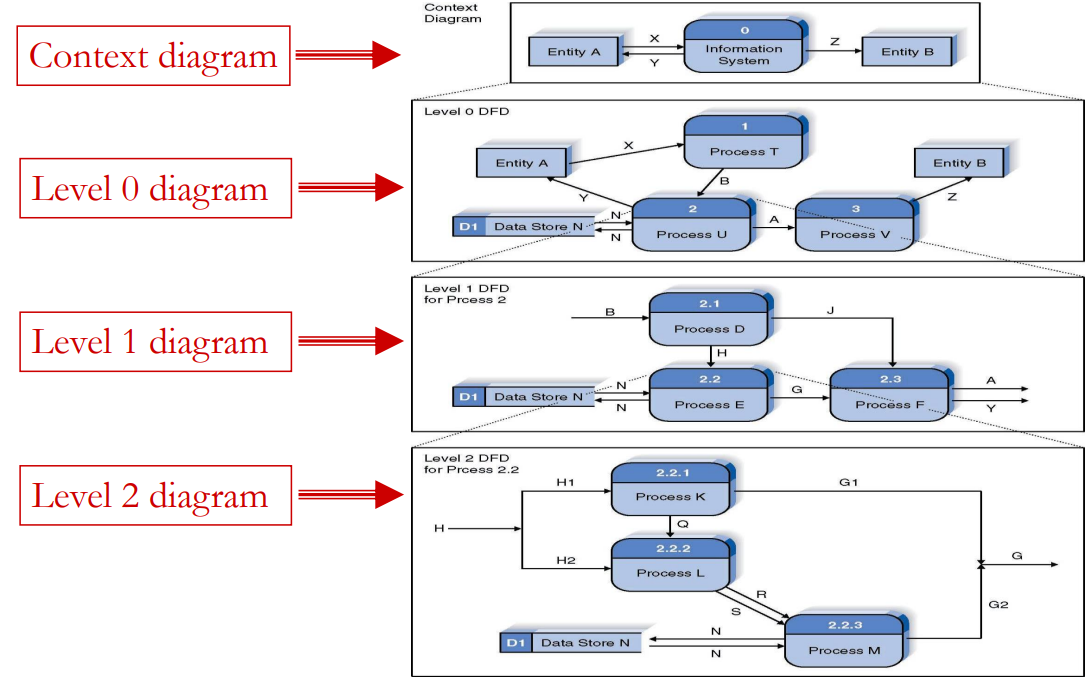 Context diagram
Context
Diagram
0
Information
System
Entity A
X
Y
Z
Entity B
Level 0 diagram
Level 0 DFD
1
Process T
Entity A
X
Entity B
B
Y
Z
D1 Data Store N
N
N
2
Process U
A
3
Process V
Level 1 diagram
Level 1 DFD
for Prcess 2
2.1
Process D
B
J
H
D1 Data Store N
N
N
2.2
Process E
G
2.3
Process F
A
Y
Level 2 diagram
Level 2 DFD
for Prcess 2.2
2.2.1
Process K
H1
G1
H
Q
2.2.2
Process L
H2
G
R
S
G2
D1 Data Store N
N
N
2.2.3
Process M